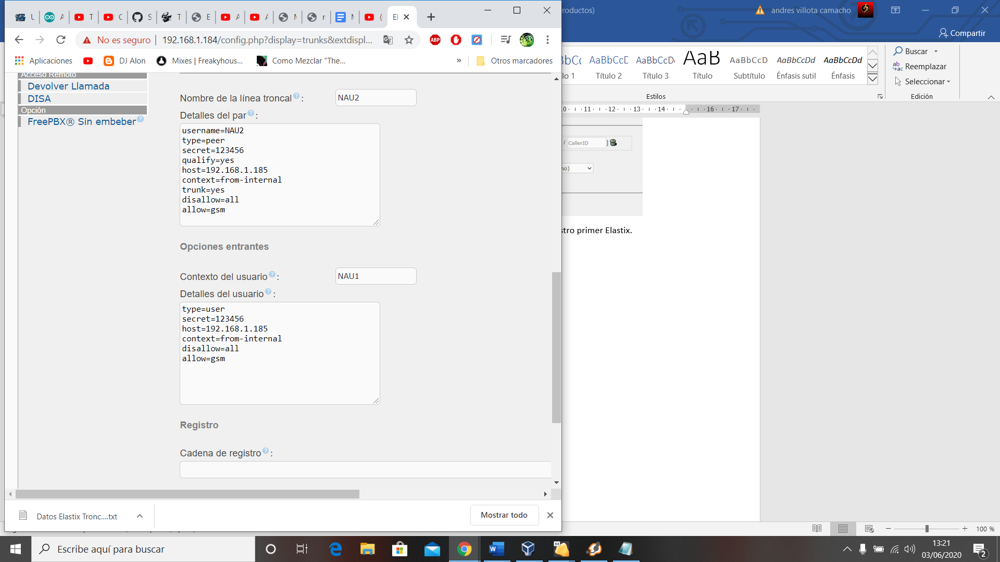 No es seguro
192.168.1.184/config.php?display=trunks&extdispl...
ABP
Aplicaciones
DJ Alon
Mixes | Freakyhous...
Como Mezclar "The...
»
Otros marcadores
Acceso Remoto
Devolver Llamada
DISA
Opción
FreePBX® Sin embeber
Nombre de la línea troncal? : NAU2
Detalles del par? :
username=NAU2
type=peer
secret=123456
qualify=yes
host=192.168.1.185
context=from-internal
trunk=yes
disallow=all
allow=gsm
Opciones entrantes
Contexto del usuario? : NAU1
Detalles del usuario? :
type=user
secret=123456
host=192.168.1.185
context=from-internal
disallow=all
allow=gsm
Registro
Cadena de registro? :
Datos Elastix Tronc....txt
Mostrar todo
roductos)
andres villota camacho
Compartir
AaBbCcD AaBbCcDd AaBbCcDd
AaB
Título 2
Título 3
Título
Subtítulo
Énfasis sutil
Énfasis
Estilos
Buscar
Reemplazar
Seleccionar
Edición
11 12 13 14 16 17
/ CallerID ]
stro primer Elastix.
100 %
Escribe aquí para buscar
64
13:21
03/06/2020
2